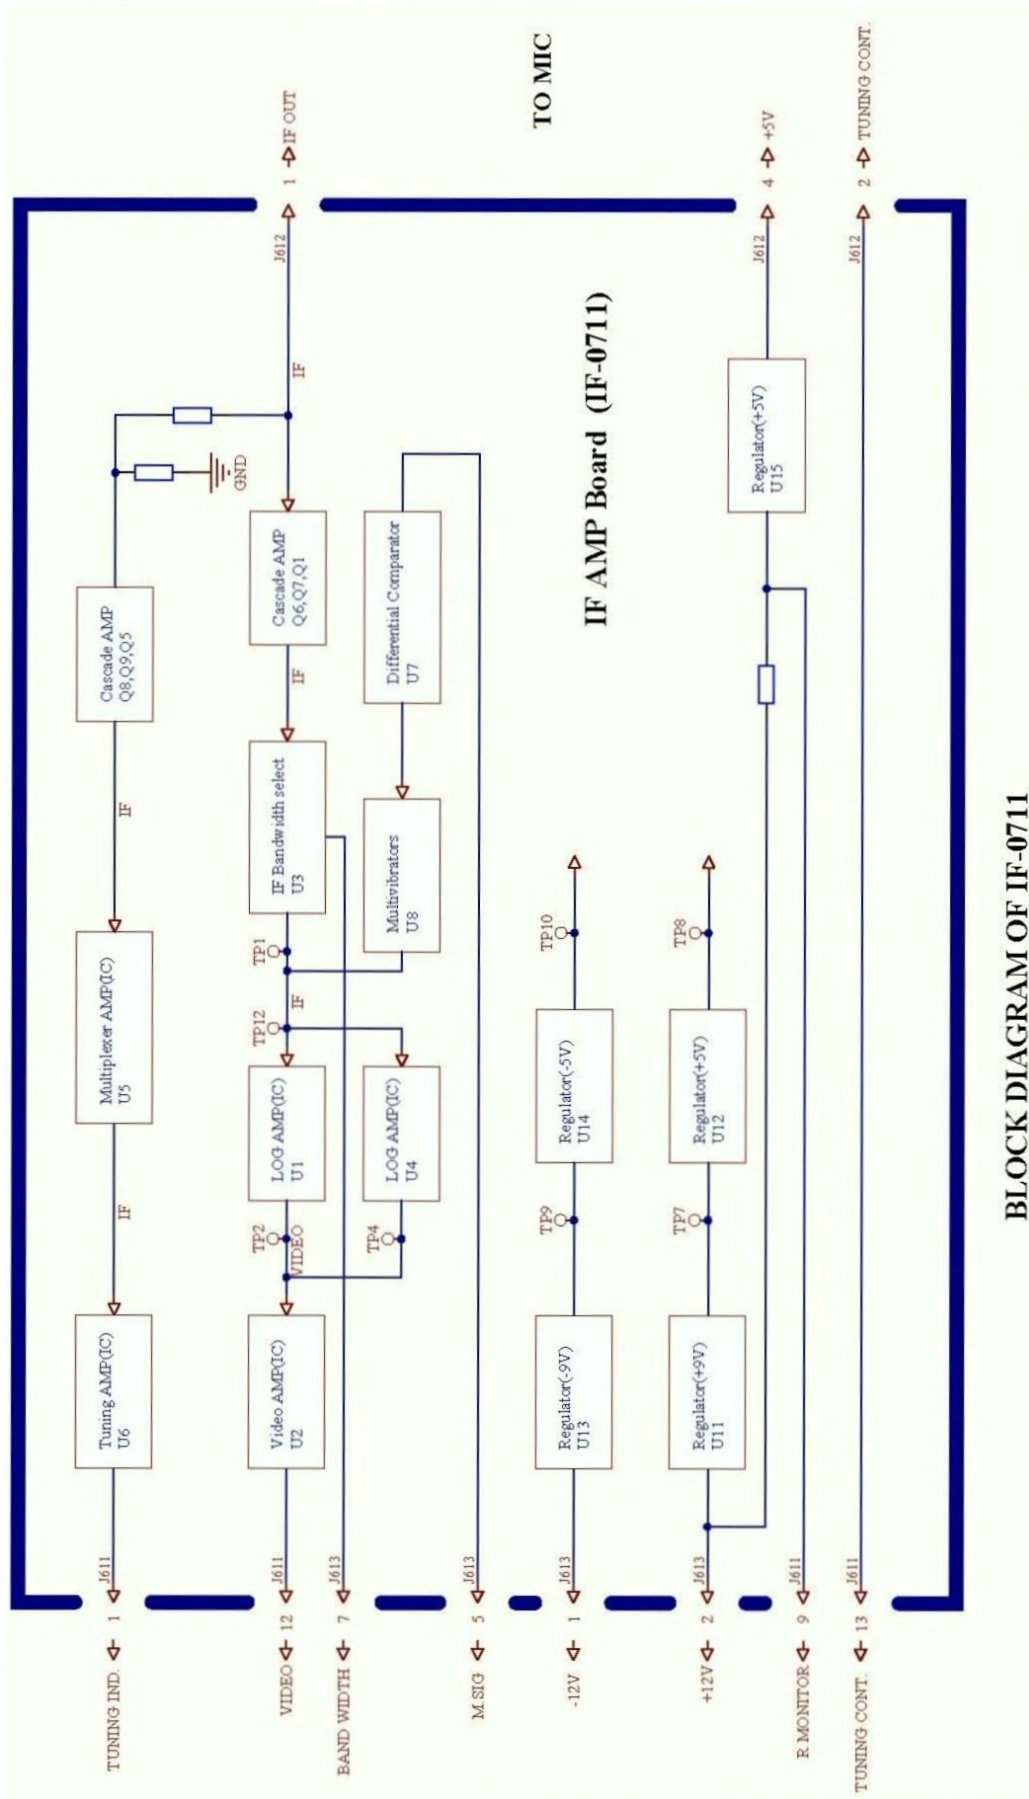 TUNING IND.
1
J611
Tuning AMP(IC)
U6
IF
Multiplexer AMP(IC)
U5
IF
Cascade AMP
Q8,Q9,Q5
GND
VIDEO
12
J611
Video AMP(IC)
U2
TP2
VIDEO
LOG AMP(IC)
U1
TP12
IF
TP1
IF Bandwidth select
U3
IF
Cascade AMP
Q6,Q7,Q1
IF
J612
1
IF OUT
BAND WIDTH
7
J613
TP4
LOG AMP(IC)
U4
Multivibrators
U8
Differential Comparator
U7
M.SIG
5
J613
TO MIC
-12V
1
J613
Regulator(-9V)
U13
TP9
Regulator(-5V)
U14
TP10
IF AMP Board (IF-0711)
+12V
2
J613
Regulator(+9V)
U11
TP7
Regulator(+5V)
U12
TP8
Regulator(+5V)
U15
J612
4
+5V
R MONITOR
9
J611
TUNING CONT.
13
J611
J612
2
TUNING CONT.
BLOCK DIAGRAM OF IF-0711